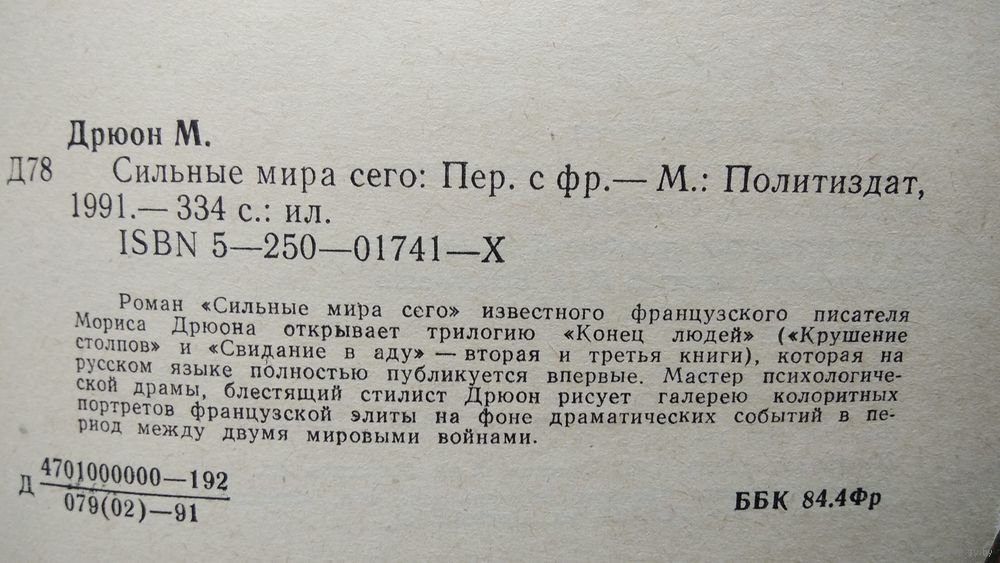 Дрюон М.
Д78 Сильные мира сего: Пер. с фр.— М.: Политиздат,
1991.— 334 с.: ил.
ISBN 5—250—01741—X
Роман «Сильные мира сего» известного французского писателя
Мориса Дрюона открывает трилогию «Конец людей» («Крушение
столпов» и «Свидание в аду» — вторая и третья книги), которая на
русском языке полностью публикуется впервые. Мастер психологиче-
ской драмы, блестящий стилист Дрюон рисует галерею колоритных
портретов французской элиты на фоне драматических событий в пе-
риод между двумя мировыми войнами.
Д 4701000000—192
079(02)—91
ББК 84.4Фр